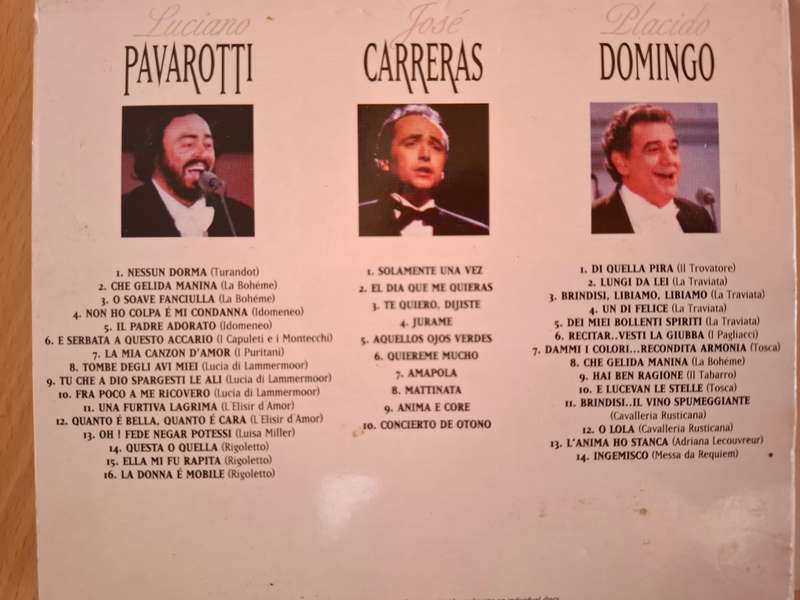 Luciano
PAVAROTTI
1. NESSUN DORMA (Turandot)
2. CHE GELIDA MANINA (La Bohéme)
3. O SOAVE FANCIULLA (La Bohéme)
4. NON HO COLPA É MI CONDANNA (Idomeneo)
5. IL PADRE ADORATO (Idomeneo)
6. E SERBATA A QUESTO ACCARIO (I Capuleti e i Montecchi)
7. LA MIA CANZON D'AMOR (I Puritani)
8. TOMBE DEGLI AVI MIEI (Lucia di Lammermoor)
9. TU CHE A DIO SPARGESTI LE ALI (Lucia di Lammermoor)
10. FRA POCO A ME RICOVERO (Lucia di Lammermoor)
11. UNA FURTIVA LAGRIMA (L'Elisir d'Amor)
12. QUANTO É BELLA, QUANTO É CARA (L'Elisir d'Amor)
13. OH ! FEDE NEGAR POTESSI (Luisa Miller)
14. QUESTA O QUELLA (Rigoletto)
15. ELLA MI FU RAPITA (Rigoletto)
16. LA DONNA É MOBILE (Rigoletto)
José
CARRERAS
1. SOLAMENTE UNA VEZ
2. EL DIA QUE ME QUIERAS
3. TE QUIERO, DIJISTE
4. JURAME
5. AQUELLOS OJOS VERDES
6. QUIEREME MUCHO
7. AMAPOLA
8. MATTINATA
9. ANIMA E CORE
10. CONCIERTO DE OTONO
Placido
DOMINGO
1. DI QUELLA PIRA (Il Trovatore)
2. LUNGI DA LEI (La Traviata)
3. BRINDISI, LIBIAMO, LIBIAMO (La Traviata)
4. UN DI FELICE (La Traviata)
5. DEI MIEI BOLLENTI SPIRITI (La Traviata)
6. RECITAR..VESTI LA GIUBBA (I Pagliacci)
7. DAMMI I COLORI...RECONDITA ARMONIA (Tosca)
8. CHE GELIDA MANINA (La Bohéme)
9. HAI BEN RAGIONE (Il Tabarro)
10. E LUCEVAN LE STELLE (Tosca)
11. BRINDISI..IL VINO SPUMEGGIANTE
(Cavalleria Rusticana)
12. O LOLA (Cavalleria Rusticana)
13. L'ANIMA HO STANCA (Adriana Lecouvreur)
14. INGEMISCO (Messa da Requiem)